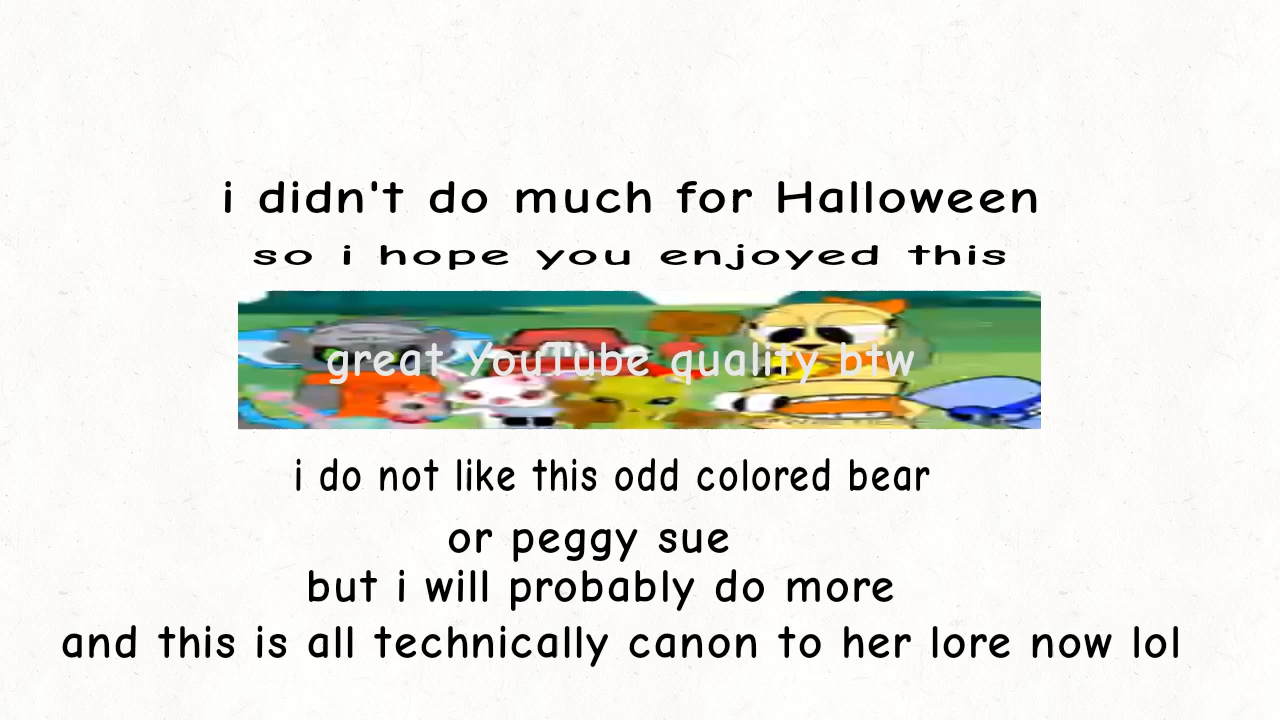 i didn't do much for Halloween
so i hope you enjoyed this
great YouTube quality btw
i do not like this odd colored bear
or peggy sue
but i will probably do more
and this is all technically canon to her lore now lol